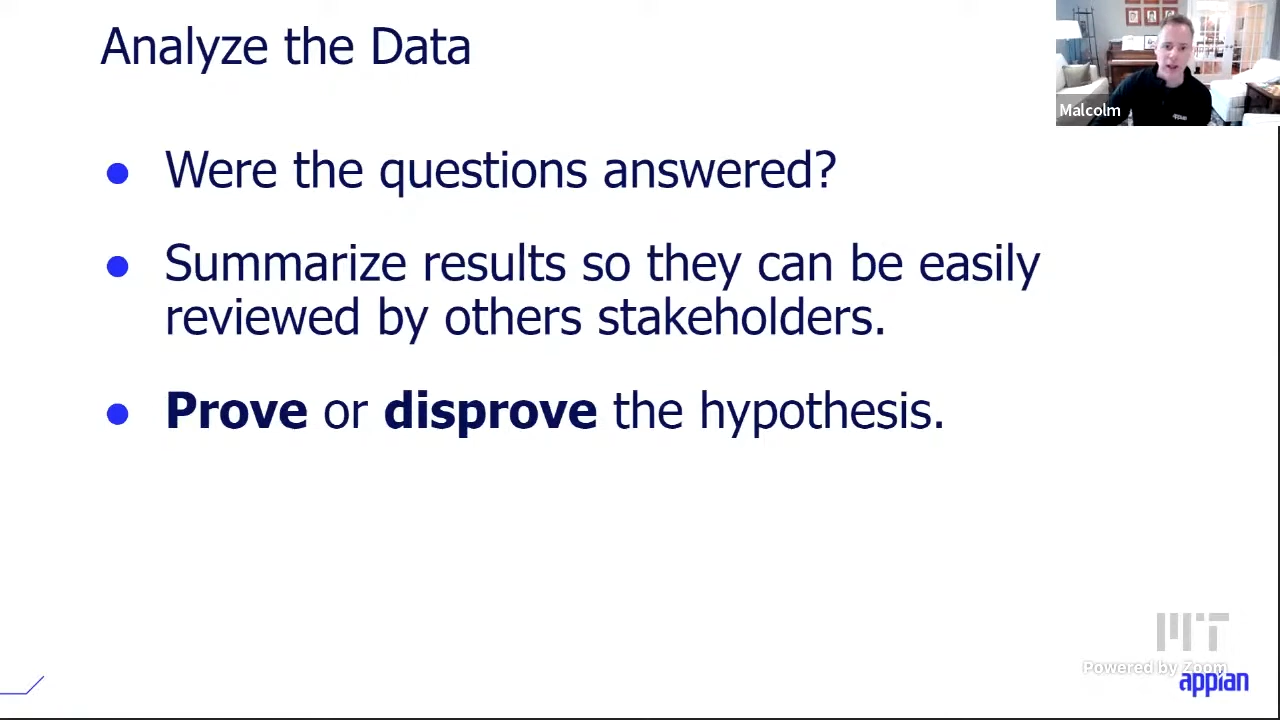 Analyze the Data
Malcolm
Were the questions answered?
Summarize results so they can be easily
reviewed by others stakeholders.
Prove or disprove the hypothesis.
MIT
Powered by Zoom
appian